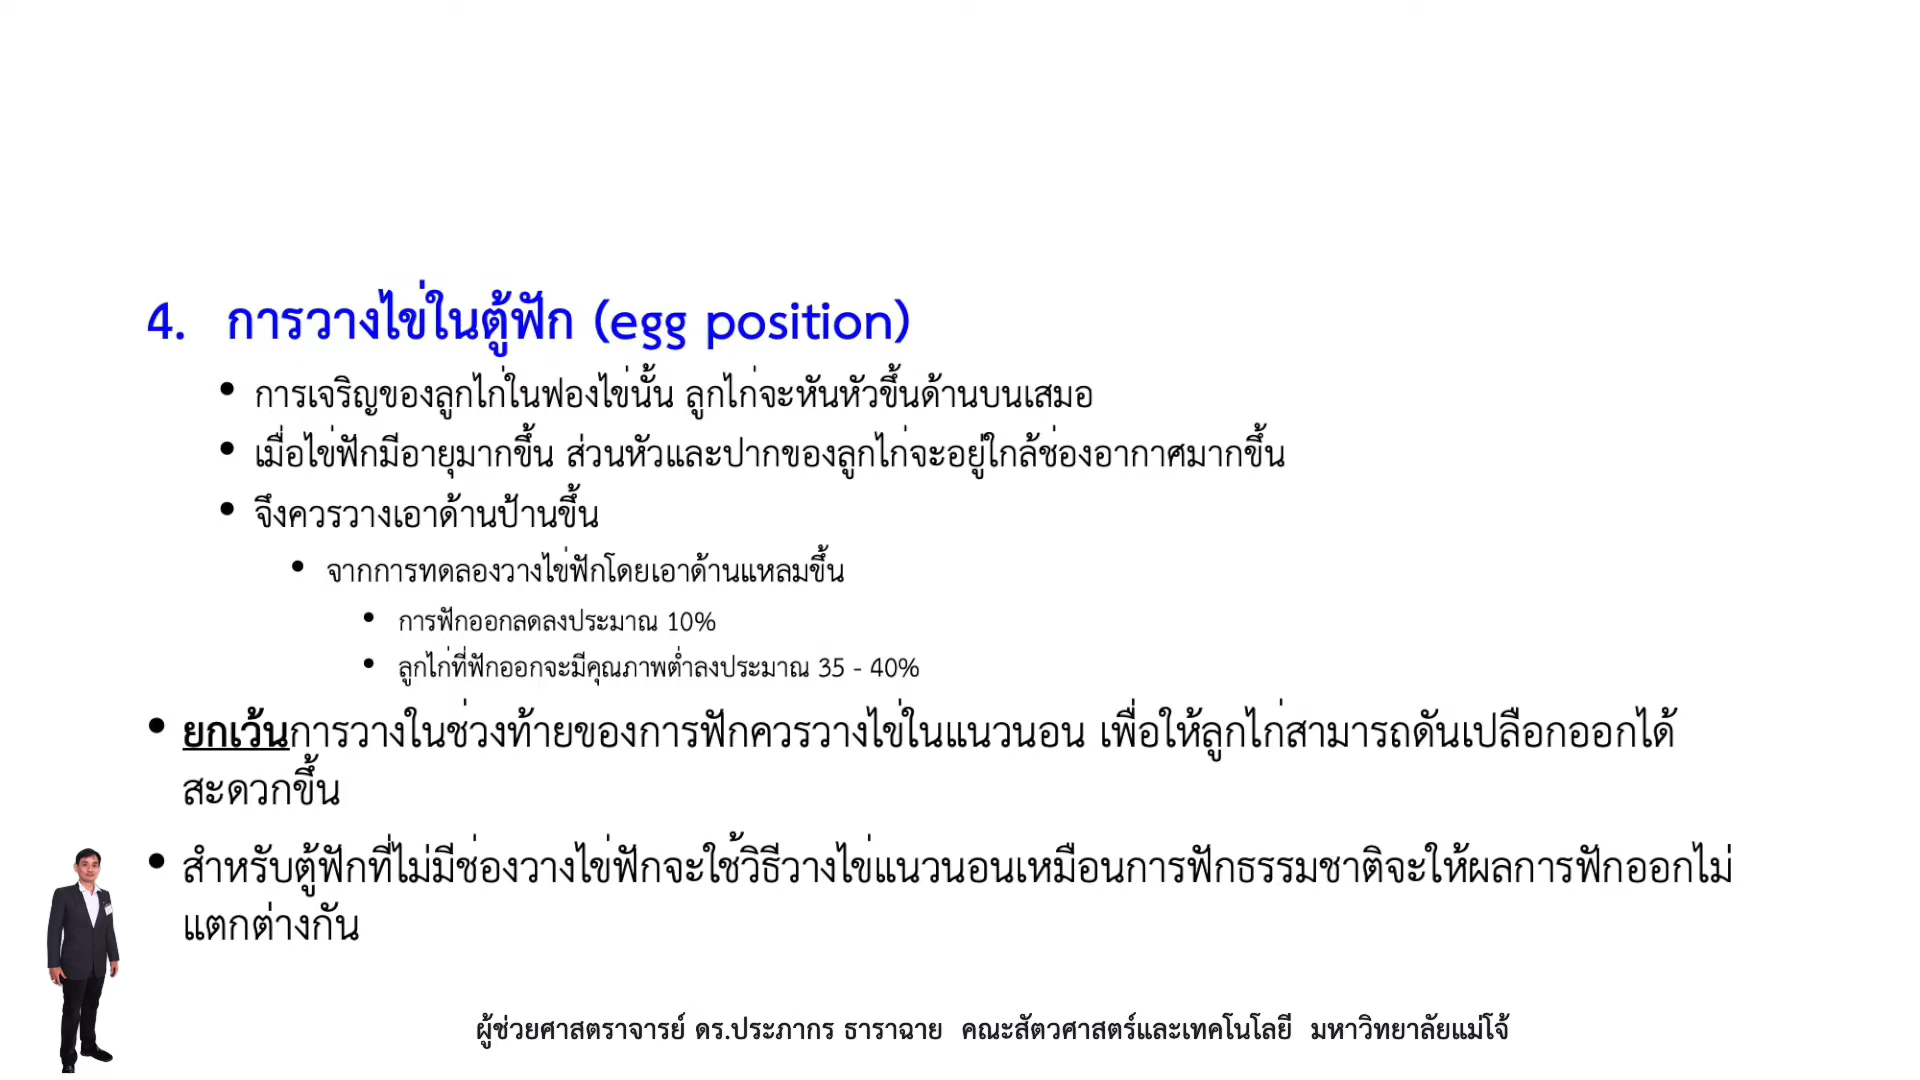 4. การวางไข่ในตู้ฟัก (egg position)
• การเจริญของลูกไก่ในฟองไข่นั้น ลูกไก่จะหันหัวขึ้นด้านบนเสมอ
• เมื่อไข่ฟักมีอายุมากขึ้น ส่วนหัวและปากของลูกไก่จะอยู่ใกล้ช่องอากาศมากขึ้น
• จึงควรวางเอาด้านป้านขึ้น
• จากการทดลองวางไข่ฟักโดยเอาด้านแหลมขึ้น
• การฟักออกลดลงประมาณ 10%
• ลูกไก่ที่ฟักออกจะมีคุณภาพต่ำลงประมาณ 35 - 40%
• ยกเว้นการวางในช่วงท้ายของการฟักควรวางไข่ในแนวนอน เพื่อให้ลูกไก่สามารถดันเปลือกออกได้
สะดวกขึ้น
• สำหรับตู้ฟักที่ไม่มีช่องวางไข่ฟักจะใช้วิธีวางไข่แนวนอนเหมือนการฟักธรรมชาติจะให้ผลการฟักออกไม่
แตกต่างกัน
ผู้ช่วยศาสตราจารย์ ดร.ประภากร ธาราฉาย คณะสัตวศาสตร์และเทคโนโลยี มหาวิทยาลัยแม่โจ้